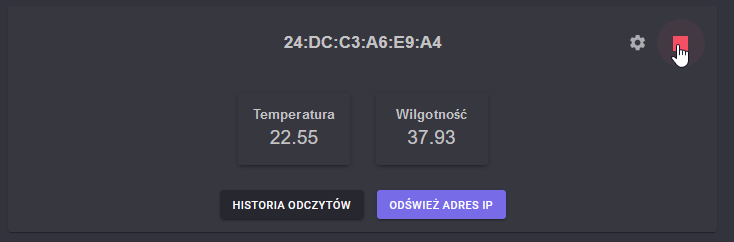 24:DC:C3:A6:E9:A4
Temperatura
22.55
Wilgotność
37.93
HISTORIA ODCZYTÓW
ODŚWIEŻ ADRES IP